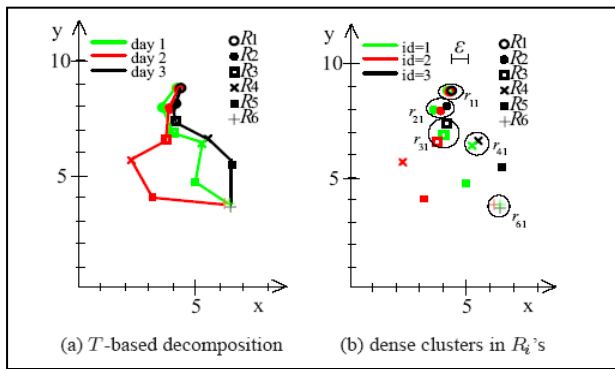 y
10
5
5
x
day 1
day 2
day 3
R1
R2
R3
R4
R5
R6
(a) T-based decomposition
y
10
5
5
x
id=1
id=2
id=3
ε
R1
R2
R3
R4
R5
R6
r11
r21
r31
r41
r61
(b) dense clusters in Ri's